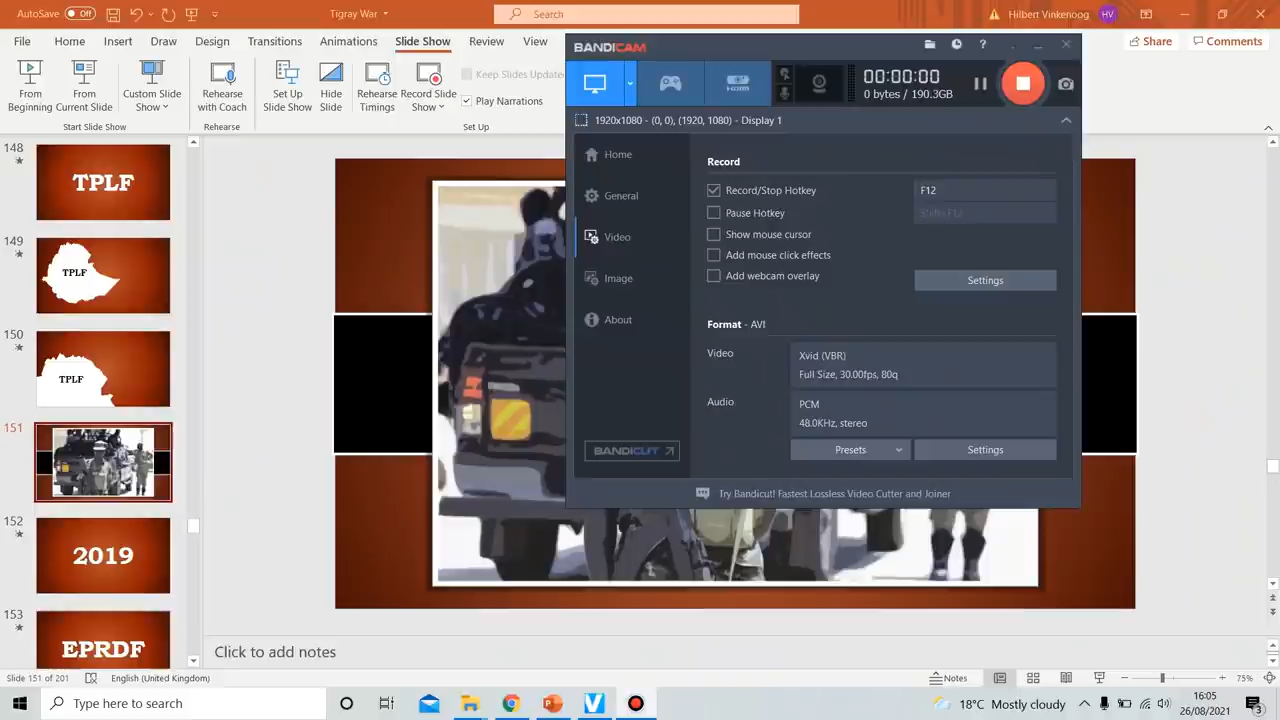 AutoSave Off
Tigray War
Search
Hilbert Vinkenoog HV
File Home Insert Draw Design Transitions Animations Slide Show Review View
Share Comments
From Beginning
From Current Slide
Custom Slide Show
Rehearse with Coach
Set Up Slide Show
Hide Slide
Rehearse Timings
Record Slide Show
Keep Slides Update
Play Narrations
Start Slide Show
Rehearse
Set Up
148
TPLF
149
TPLF
150
TPLF
151
152
2019
153
EPRDF
BANDICAM
00:00:00
0 bytes / 190.3GB
1920x1080 - (0, 0), (1920, 1080) - Display 1
Home
General
Video
Image
About
BANDICUT
Record
Record/Stop Hotkey F12
Pause Hotkey Shift+F12
Show mouse cursor
Add mouse click effects
Add webcam overlay
Settings
Format - AVI
Video
Xvid (VBR)
Full Size, 30.00fps, 80q
Audio
PCM
48.0KHz, stereo
Presets
Settings
Try Bandicut! Fastest Lossless Video Cutter and Joiner
Click to add notes
Slide 151 of 201
English (United Kingdom)
Notes
75%
Type here to search
18°C Mostly cloudy
16:05
26/08/2021
3